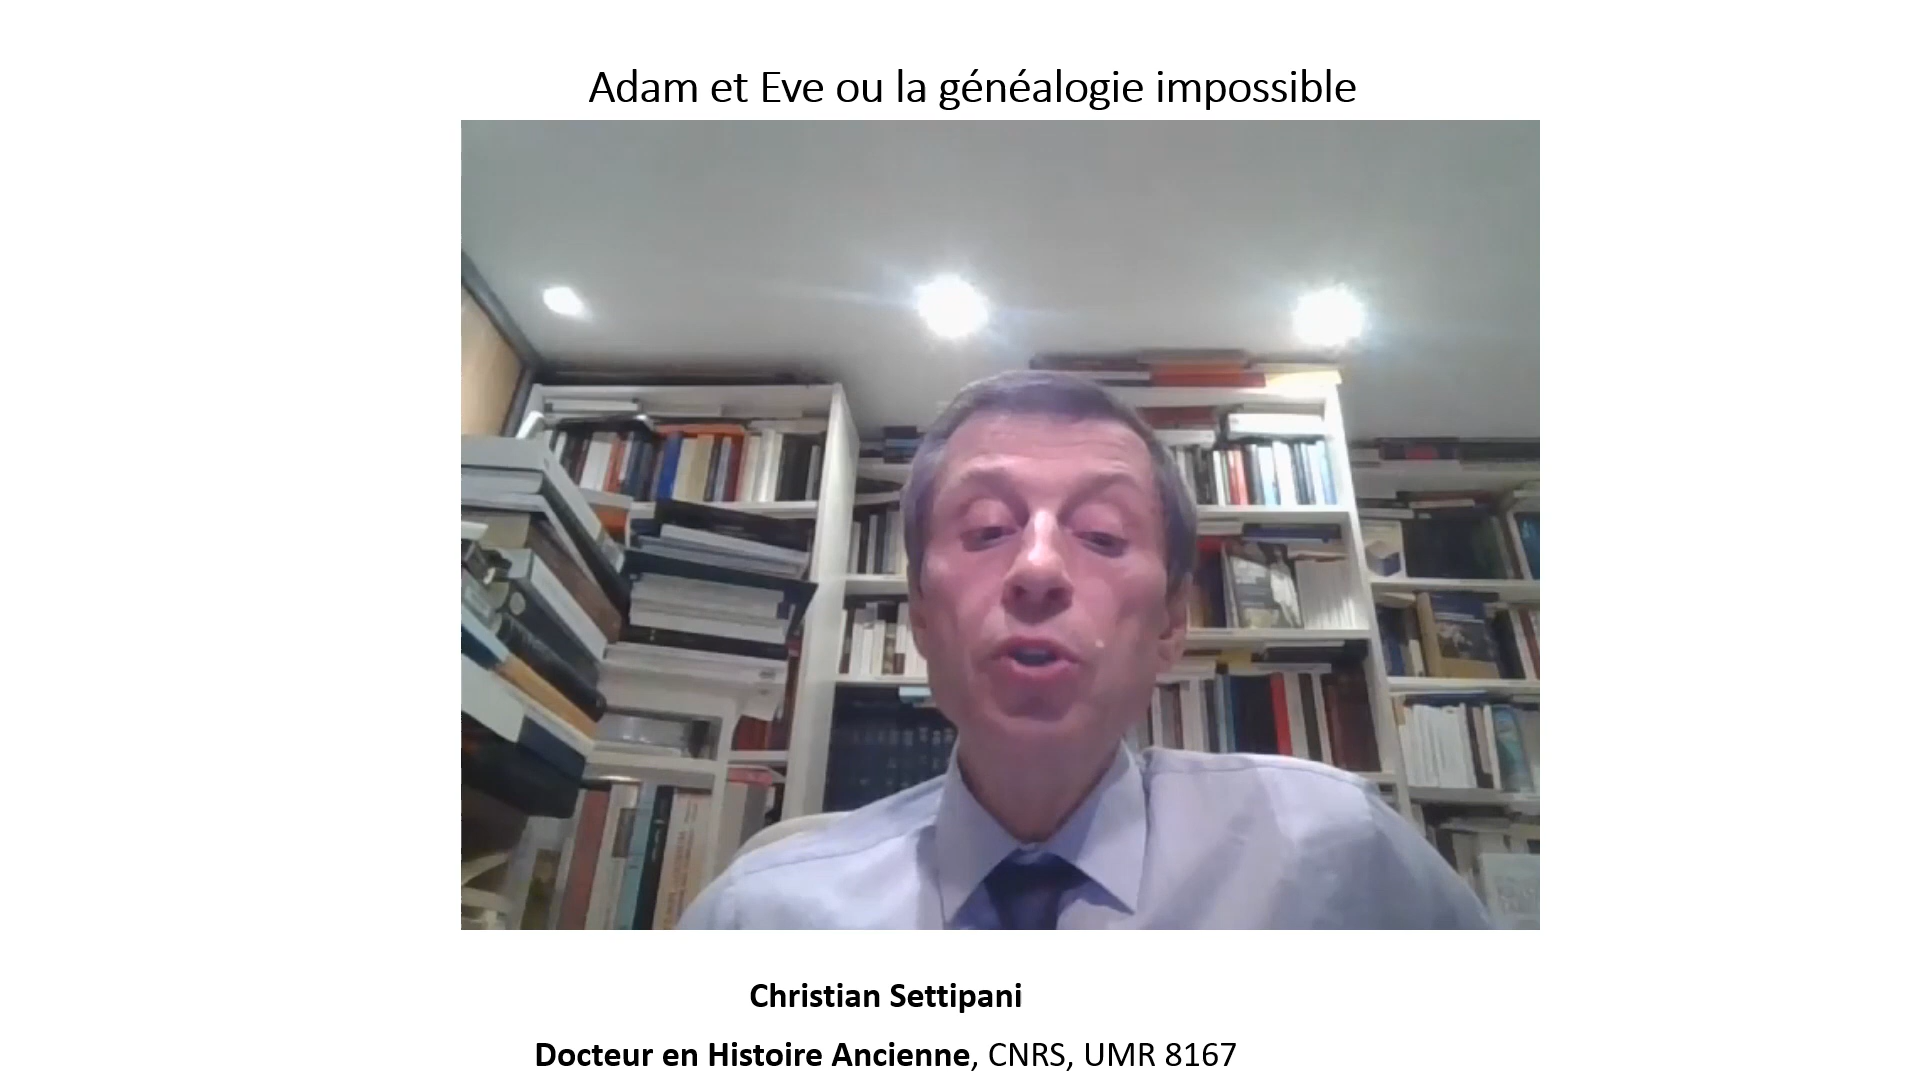 Adam et Eve ou la généalogie impossible
Christian Settipani
Docteur en Histoire Ancienne, CNRS, UMR 8167